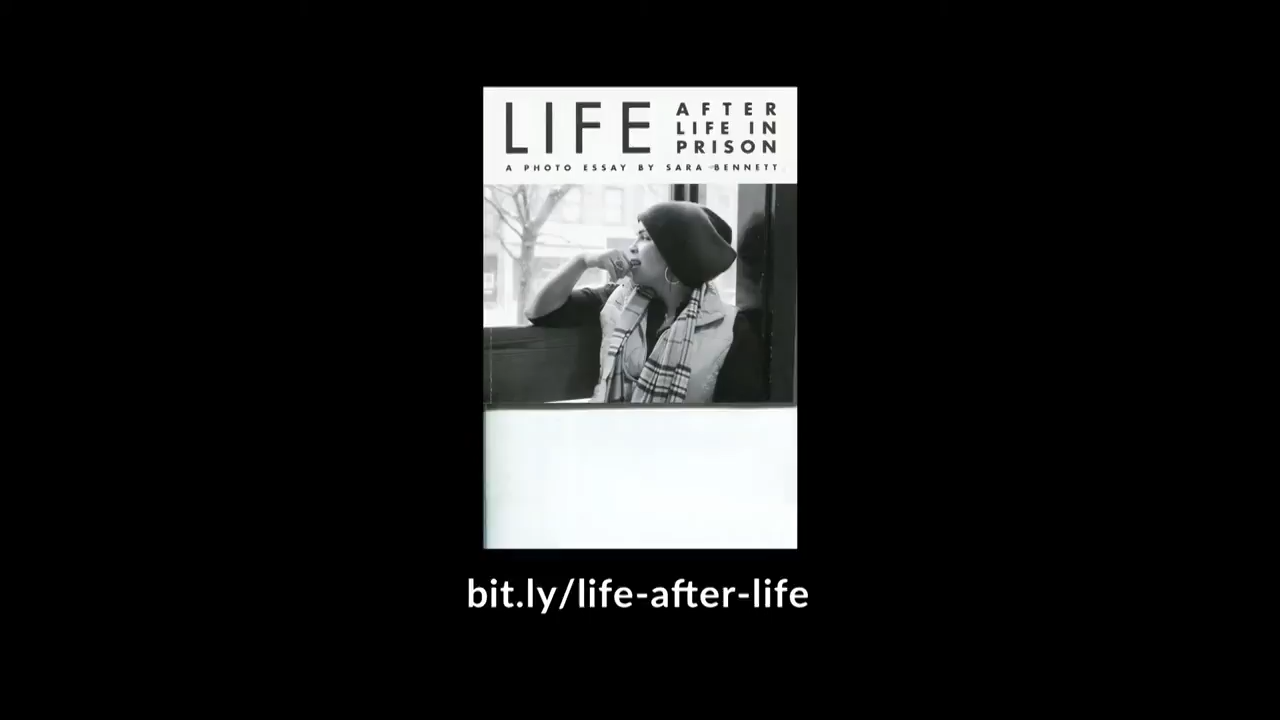 LIFE AFTER
LIFE IN
PRISON
A PHOTO ESSAY BY SARA BENNETT
bit.ly/life-after-life